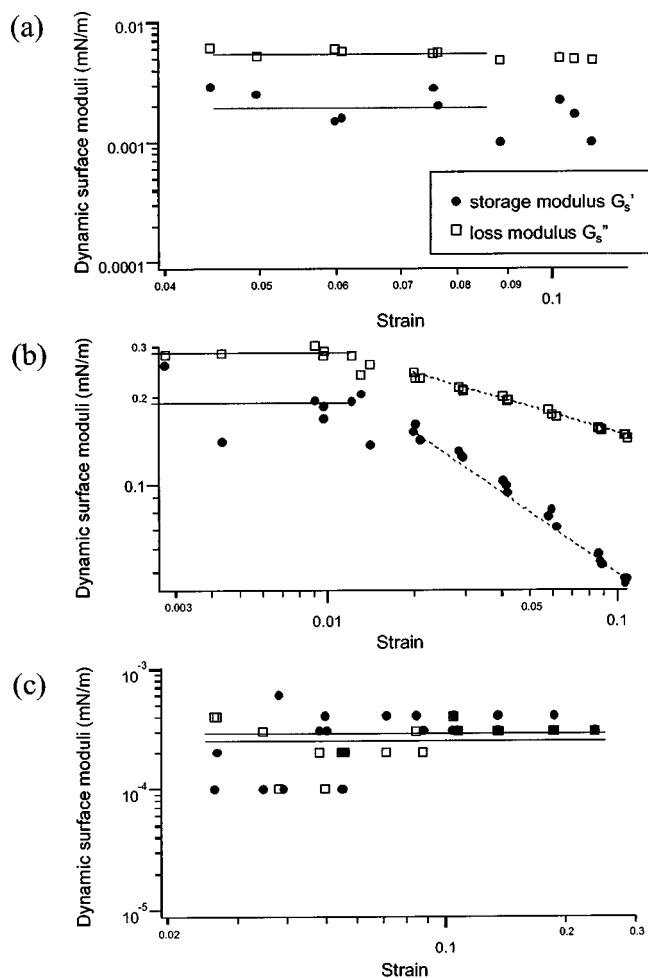 (a)
Dynamic surface moduli (mN/m)
0.01
0.001
0.0001
storage modulus Gs'
loss modulus Gs"
0.04 0.05 0.06 0.07 0.08 0.09 0.1
Strain
(b)
Dynamic surface moduli (mN/m)
0.3
0.2
0.1
0.003 0.01 0.05 0.1
Strain
(c)
Dynamic surface moduli (mN/m)
10-3
10-4
10-5
0.02 0.1 0.2 0.3
Strain